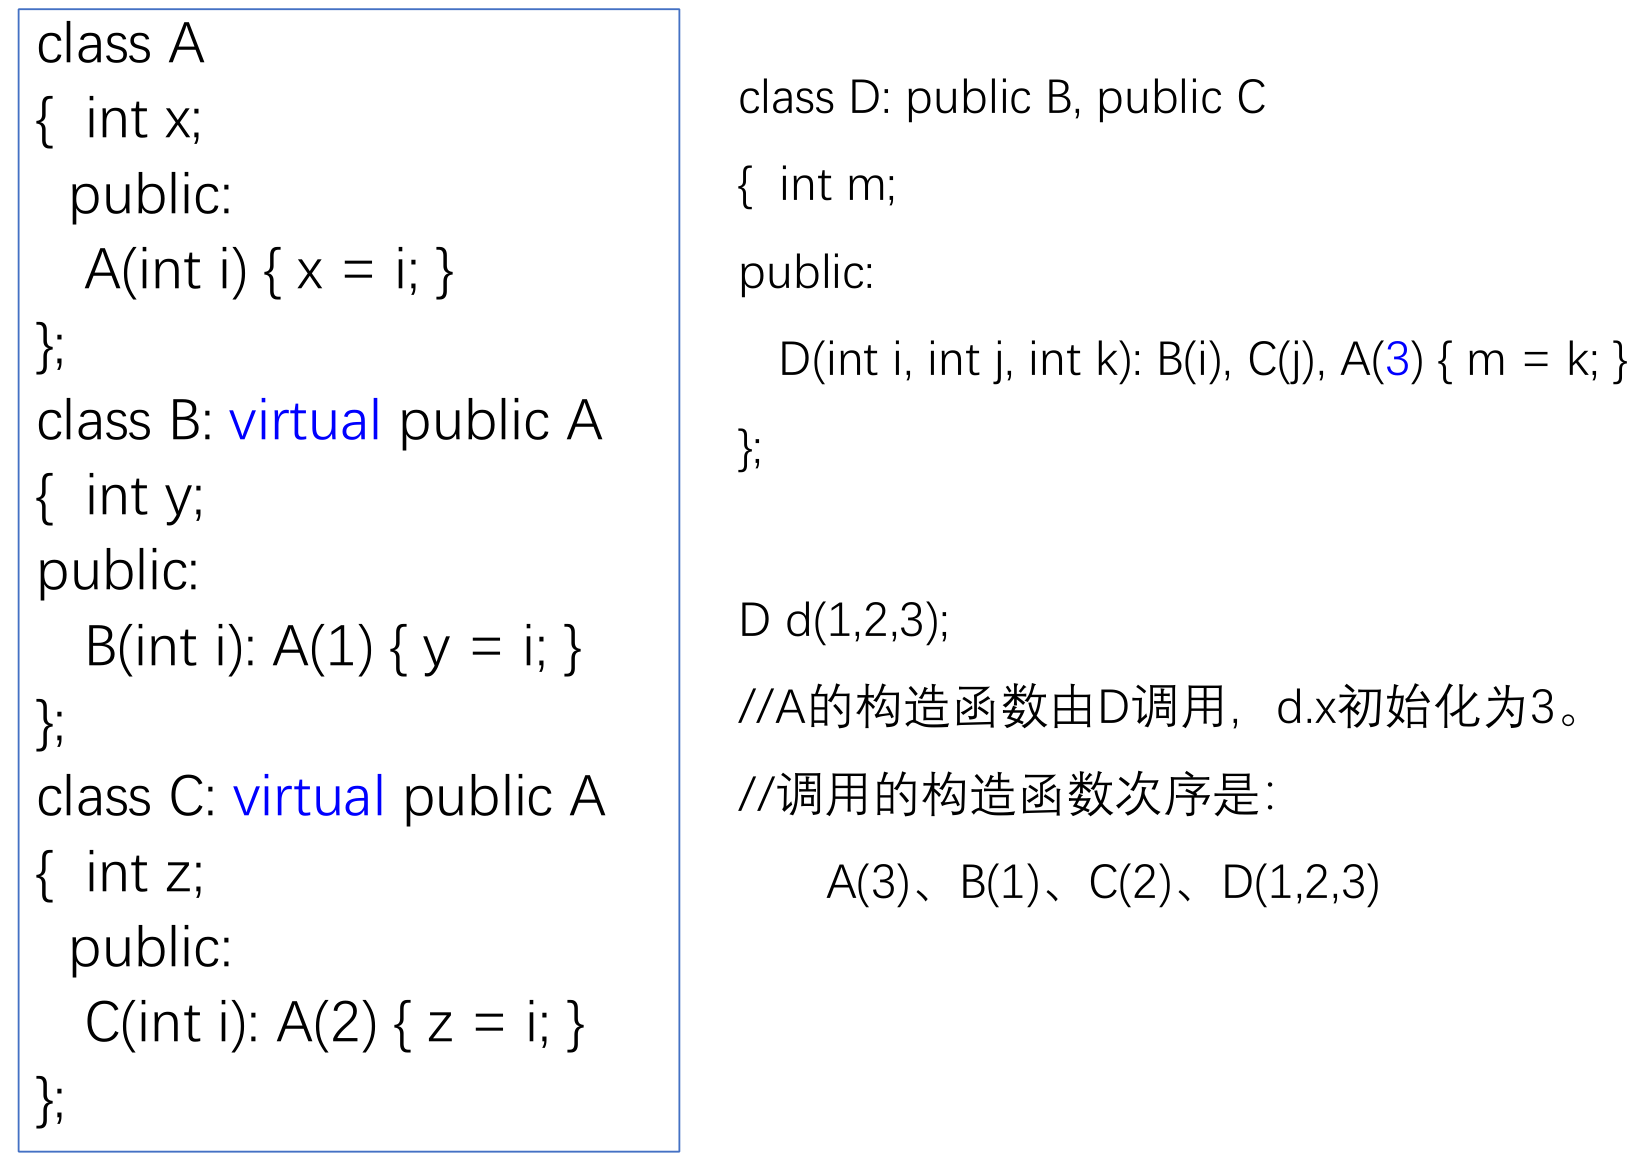 class A
{  int x;
public:
A(int i) { x = i; }
};
class B: virtual public A
{  int y;
public:
B(int i): A(1) { y = i; }
};
class C: virtual public A
{  int z;
public:
C(int i): A(2) { z = i; }
};
class D: public B, public C
{  int m;
public:
D(int i, int j, int k): B(i), C(j), A(3) { m = k; }
};
D d(1,2,3);
//A的构造函数由D调用，d.x初始化为3。
//调用的构造函数次序是：
A(3)、B(1)、C(2)、D(1,2,3)